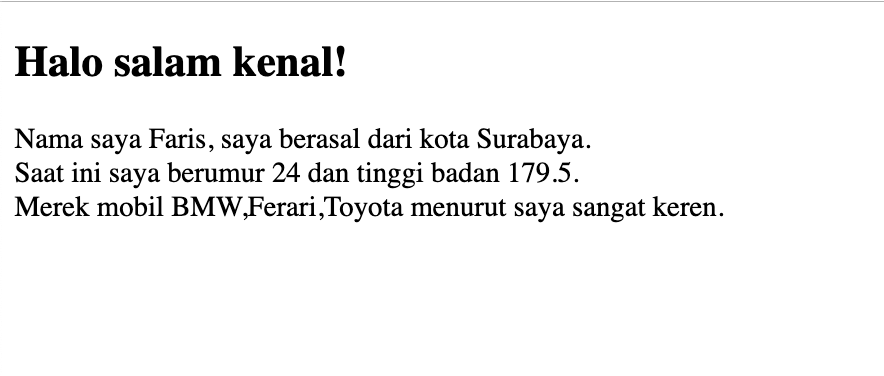 Halo salam kenal!
Nama saya Faris, saya berasal dari kota Surabaya.
Saat ini saya berumur 24 dan tinggi badan 179.5.
Merek mobil BMW,Ferari,Toyota menurut saya sangat keren.